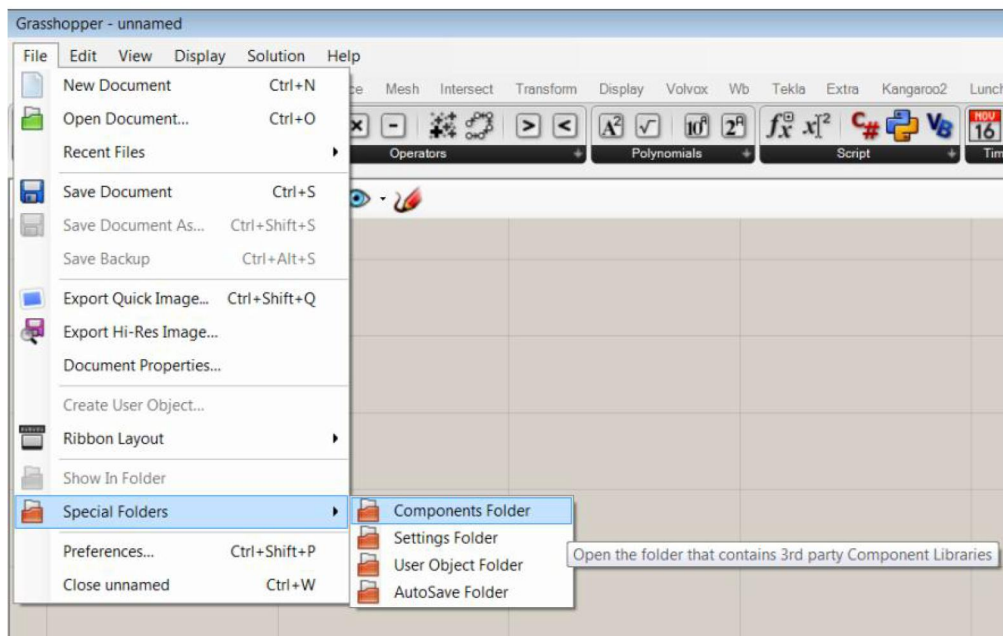 Grasshopper - unnamed
File Edit View Display Solution Help
Mesh Intersect Transform Display Volvox Wb Tekla Extra Kangaroo2
New Document Ctrl+N
Open Document... Ctrl+O
Recent Files
Operators Polynomials Script
NOV
16
Save Document Ctrl+S
Save Document As... Ctrl+Shift+S
Save Backup Ctrl+Alt+S
Export Quick Image... Ctrl+Shift+Q
Export Hi-Res Image...
Document Properties...
Create User Object...
Ribbon Layout
Show In Folder
Special Folders
Components Folder
Settings Folder
User Object Folder
AutoSave Folder
Open the folder that contains 3rd party Component Libraries
Preferences... Ctrl+Shift+P
Close unnamed Ctrl+W